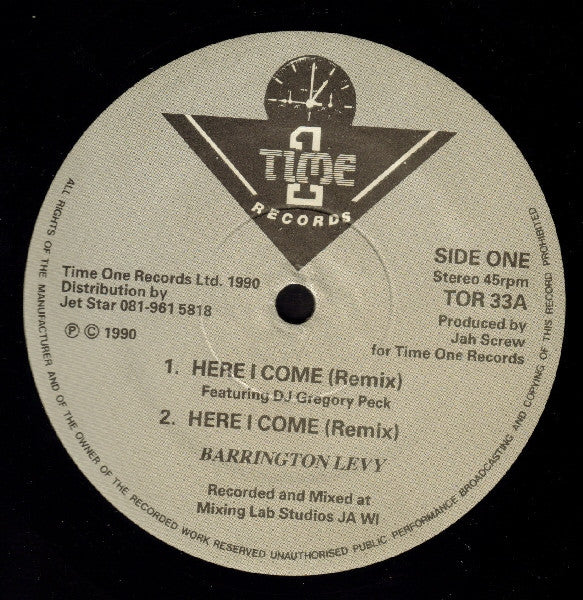 TIME 1
RECORDS
SIDE ONE
Stereo 45rpm
TOR 33A
Produced by
Jah Screw
for Time One Records
Time One Records Ltd. 1990
Distribution by
Jet Star 081-961 5818
Ⓟ © 1990
1. HERE I COME (Remix)
Featuring DJ Gregory Peck
2. HERE I COME (Remix)
BARRINGTON LEVY
Recorded and Mixed at
Mixing Lab Studios JA WI
ALL RIGHTS OF THE MANUFACTURER AND OF THE OWNER OF THE RECORDED WORK RESERVED UNAUTHORISED PUBLIC PERFORMANCE BROADCASTING AND COPYING OF THIS RECORD PROHIBITED